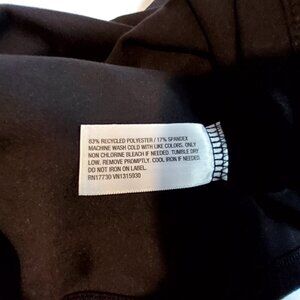 83% RECYCLED POLYESTER / 17% SPANDEX
MACHINE WASH COLD WITH LIKE COLORS. ONLY
NON CHLORINE BLEACH IF NEEDED. TUMBLE DRY
LOW. REMOVE PROMPTLY. COOL IRON IF NEEDED.
DO NOT IRON ON LABEL.
RN17730 VN1315930